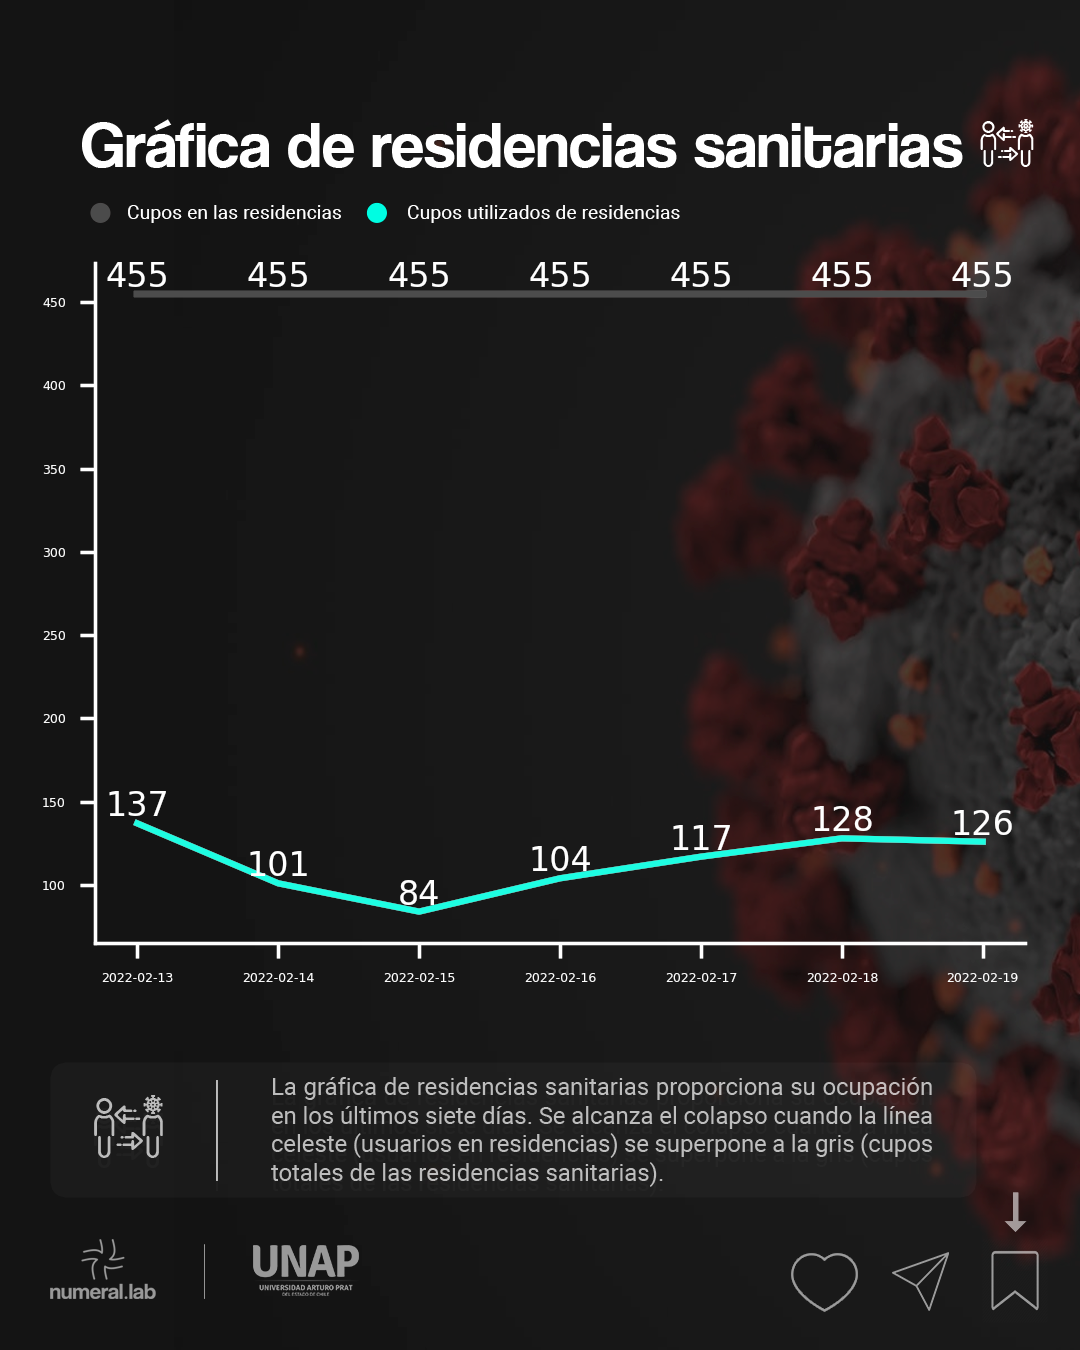 Gráfica de residencias sanitarias
Cupos en las residencias Cupos utilizados de residencias
455 455 455 455 455 455 455
450
400
350
300
250
200
150
100
137 101 84 104 117 128 126
2022-02-13 2022-02-14 2022-02-15 2022-02-16 2022-02-17 2022-02-18 2022-02-19
La gráfica de residencias sanitarias proporciona su ocupación
en los últimos siete días. Se alcanza el colapso cuando la línea
celeste (usuarios en residencias) se superpone a la gris (cupos
totales de las residencias sanitarias).
numeral.lab
UNAP
UNIVERSIDAD ARTURO PRAT
DEL ESTADO DE CHILE